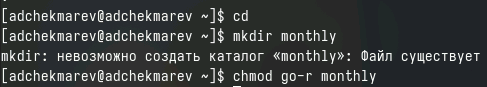 [adchekmarev@adchekmarev ~]$ cd
[adchekmarev@adchekmarev ~]$ mkdir monthly
mkdir: невозможно создать каталог «monthly»: Файл существует
[adchekmarev@adchekmarev ~]$ chmod go-r monthly